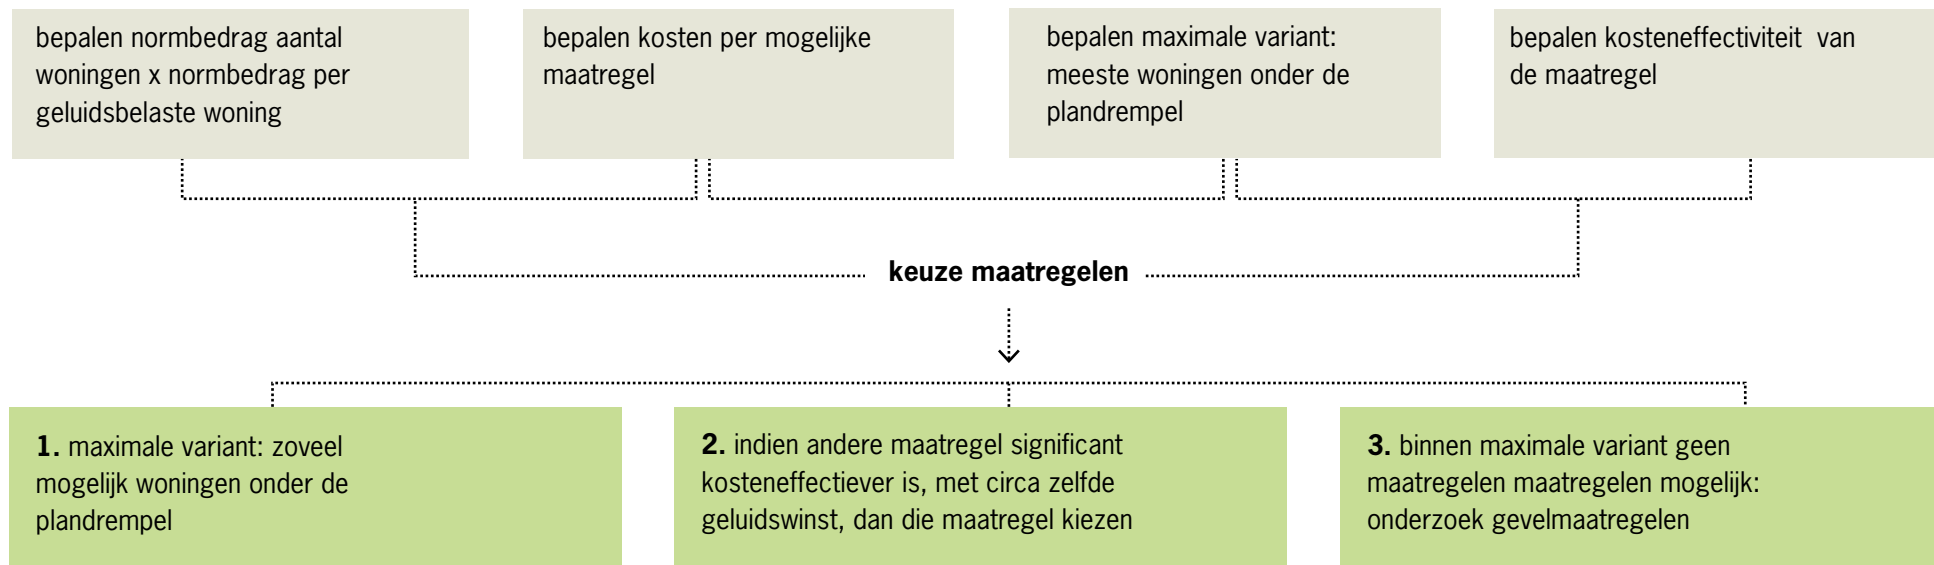 bepalen normbedrag aantal
woningen x normbedrag per
geluidsbelaste woning
bepalen kosten per mogelijke
maatregel
bepalen maximale variant:
meeste woningen onder de
plandrempel
bepalen kosteneffectiviteit van
de maatregel
keuze maatregelen
1. maximale variant: zoveel
mogelijk woningen onder de
plandrempel
2. indien andere maatregel significant
kosteneffectiever is, met circa zelfde
geluidswinst, dan die maatregel kiezen
3. binnen maximale variant geen
maatregelen maatregelen mogelijk:
onderzoek gevelmaatregelen